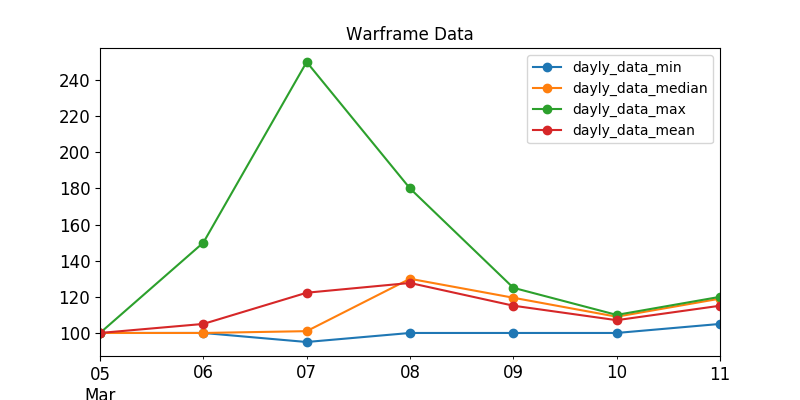 Warframe Data
dayly_data_min
dayly_data_median
dayly_data_max
dayly_data_mean
240
220
200
180
160
140
120
100
05 06 07 08 09 10 11
Mar